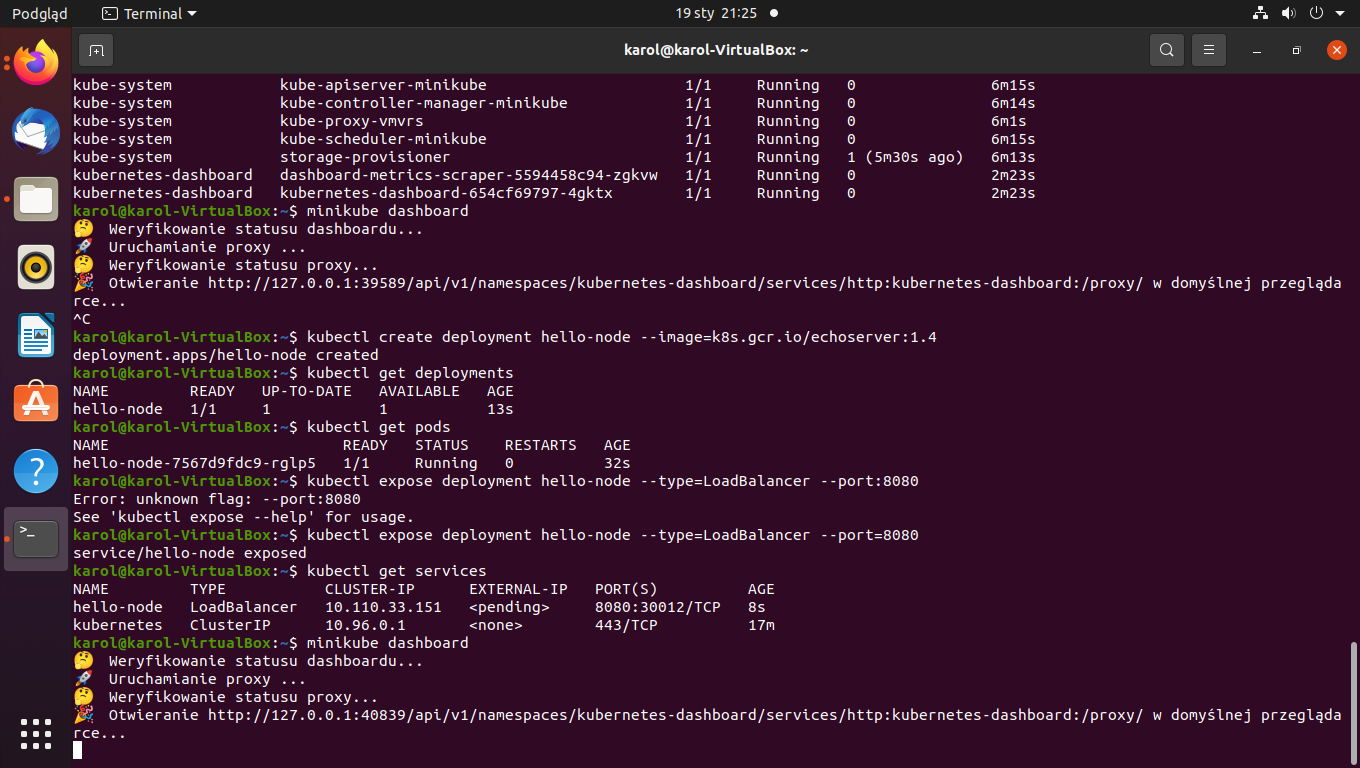 Podgląd Terminal 19 sty 21:25
karol@karol-VirtualBox: ~
kube-system kube-apiserver-minikube 1/1 Running 0 6m15s
kube-system kube-controller-manager-minikube 1/1 Running 0 6m14s
kube-system kube-proxy-vmvrs 1/1 Running 0 6m1s
kube-system kube-scheduler-minikube 1/1 Running 0 6m15s
kube-system storage-provisioner 1/1 Running 1 (5m30s ago) 6m13s
kubernetes-dashboard dashboard-metrics-scraper-5594458c94-zgkvw 1/1 Running 0 2m23s
kubernetes-dashboard kubernetes-dashboard-654cf69797-4gktx 1/1 Running 0 2m23s
karol@karol-VirtualBox:~$ minikube dashboard
🤔 Weryfikowanie statusu dashboardu...
🚀 Uruchamianie proxy ...
🤔 Weryfikowanie statusu proxy...
🎉 Otwieranie http://127.0.0.1:39589/api/v1/namespaces/kubernetes-dashboard/services/http:kubernetes-dashboard:/proxy/ w domyślnej przegląda
rce...
^C
karol@karol-VirtualBox:~$ kubectl create deployment hello-node --image=k8s.gcr.io/echoserver:1.4
deployment.apps/hello-node created
karol@karol-VirtualBox:~$ kubectl get deployments
NAME READY UP-TO-DATE AVAILABLE AGE
hello-node 1/1 1 1 13s
karol@karol-VirtualBox:~$ kubectl get pods
NAME READY STATUS RESTARTS AGE
hello-node-7567d9fdc9-rglp5 1/1 Running 0 32s
karol@karol-VirtualBox:~$ kubectl expose deployment hello-node --type=LoadBalancer --port:8080
Error: unknown flag: --port:8080
See 'kubectl expose --help' for usage.
karol@karol-VirtualBox:~$ kubectl expose deployment hello-node --type=LoadBalancer --port=8080
service/hello-node exposed
karol@karol-VirtualBox:~$ kubectl get services
NAME TYPE CLUSTER-IP EXTERNAL-IP PORT(S) AGE
hello-node LoadBalancer 10.110.33.151 <pending> 8080:30012/TCP 8s
kubernetes ClusterIP 10.96.0.1 <none> 443/TCP 17m
karol@karol-VirtualBox:~$ minikube dashboard
🤔 Weryfikowanie statusu dashboardu...
🚀 Uruchamianie proxy ...
🤔 Weryfikowanie statusu proxy...
🎉 Otwieranie http://127.0.0.1:40839/api/v1/namespaces/kubernetes-dashboard/services/http:kubernetes-dashboard:/proxy/ w domyślnej przegląda
rce...